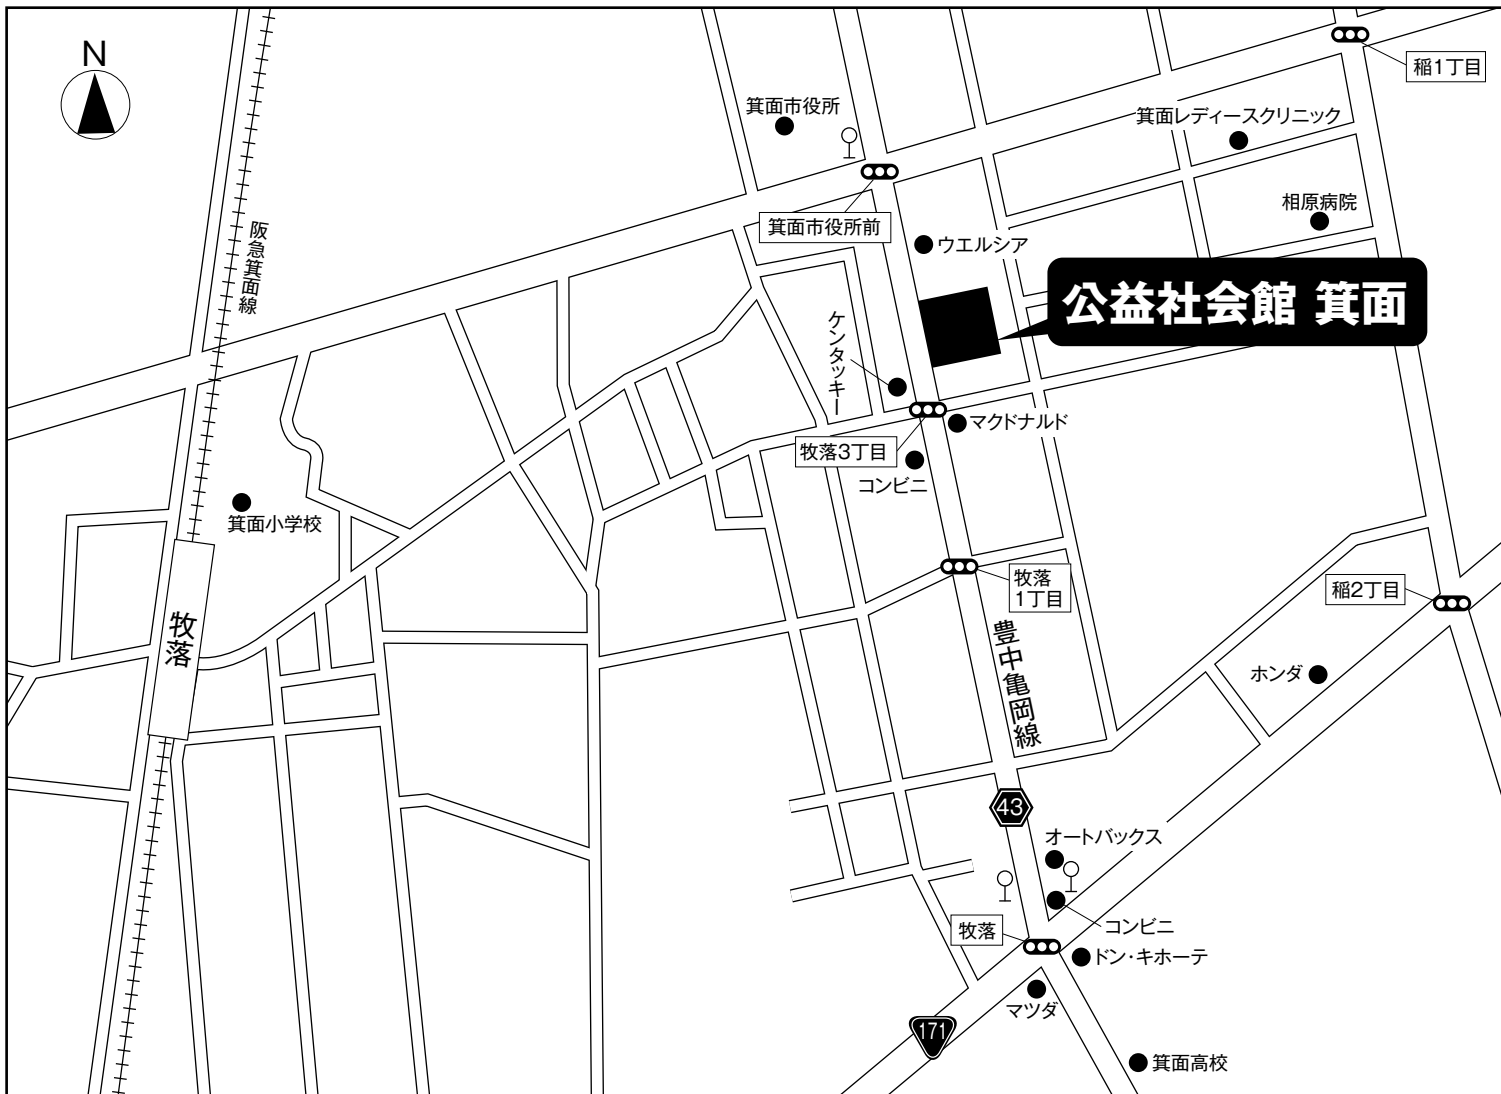 N
稲1丁目
箕面市役所
箕面レディースクリニック
相原病院
箕面市役所前
阪急箕面線
ウエルシア
公益社会館 箕面
ケンタッキー
マクドナルド
牧落3丁目
コンビニ
箕面小学校
牧落
1丁目
稲2丁目
牧落
豊中亀岡線
ホンダ
43
オートバックス
コンビニ
牧落
ドン・キホーテ
マツダ
171
箕面高校